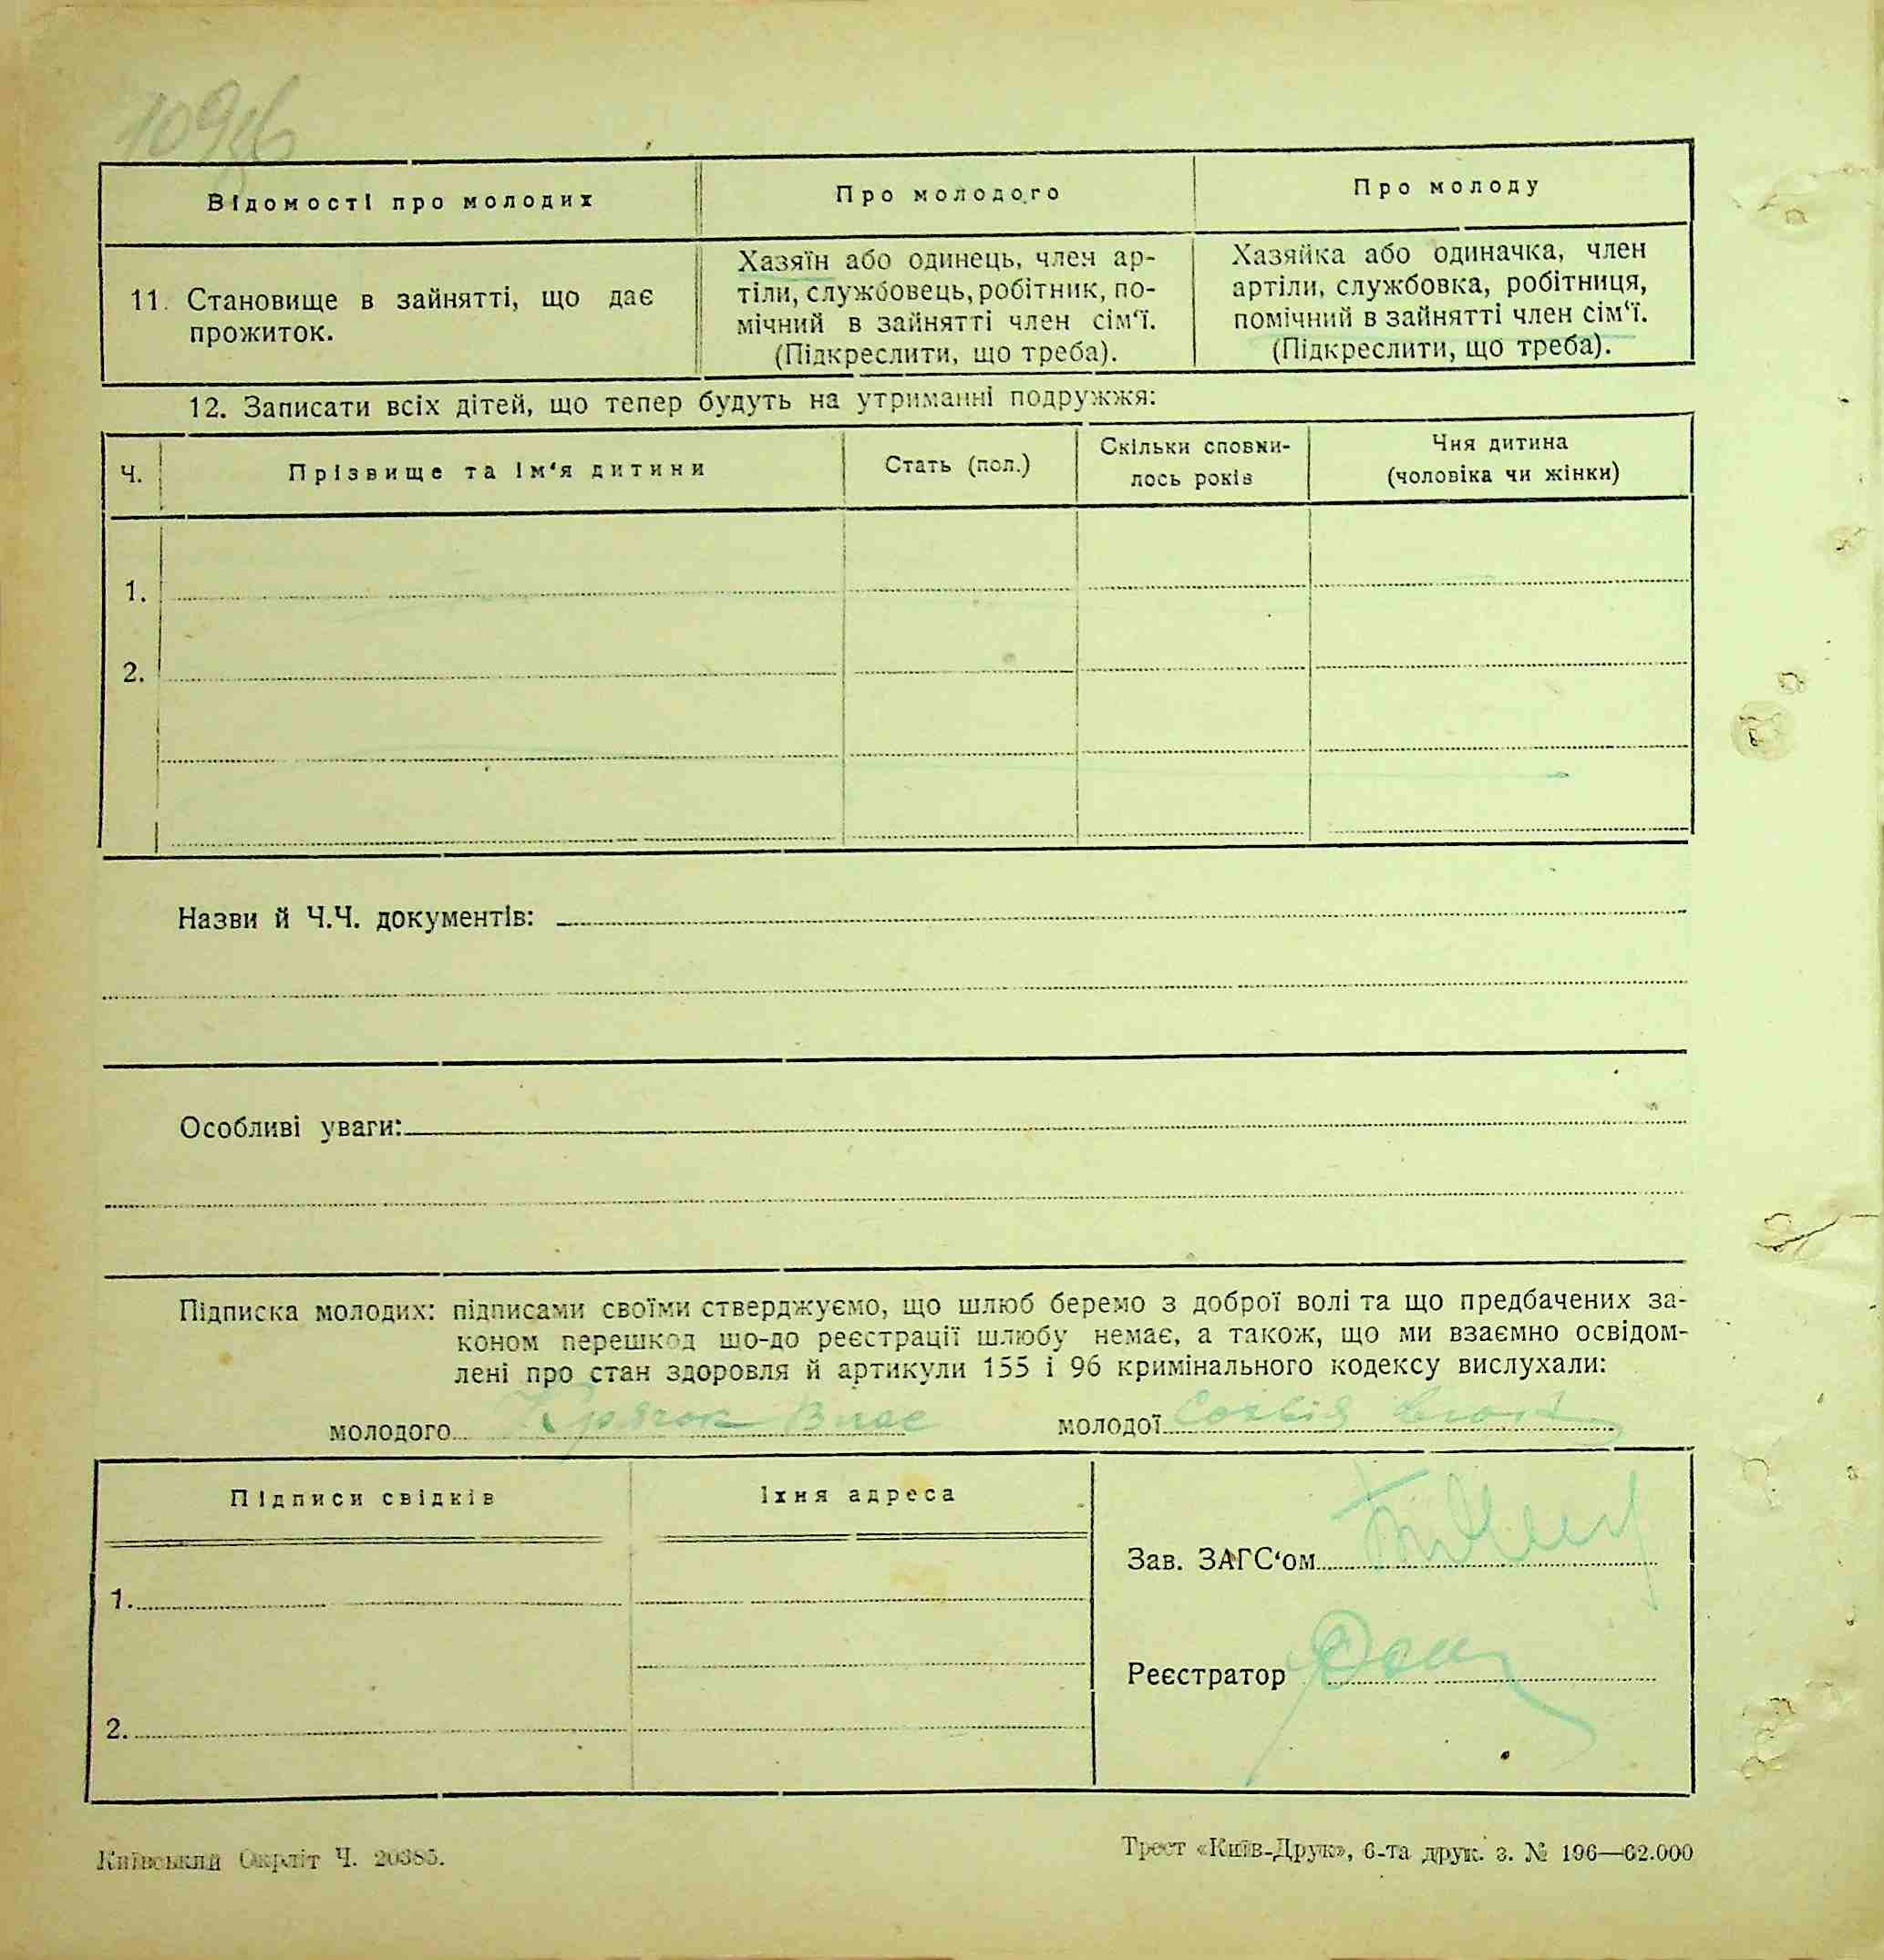 Відомості про молодих
Про молодого
Про молоду
11. Становище в зайнятті, що дає
прожиток.
Хазяїн або одинець, член ар-
тіли, службовець, робітник, по-
мічний в зайнятті член сім‘ї.
(Підкреслити, що треба).
Хазяйка або одиначка, член
артіли, службовка, робітниця,
помічний в зайнятті член сім‘ї.
(Підкреслити, що треба).
12. Записати всіх дітей, що тепер будуть на утриманні подружжя:
Ч.
Прізвище та ім‘я дитини
Стать (пол.)
Скільки сповни-
лось років
Чия дитина
(чоловіка чи жінки)
1.
2.
Назви й Ч.Ч. документів:
Особливі уваги:
Підписка молодих: підписами своїми стверджуємо, що шлюб беремо з доброї волі та що предбачених за-
коном перешкод що-до реєстрації шлюбу немає, а також, що ми взаємно освідом-
лені про стан здоровля й артикули 155 і 96 кримінального кодексу вислухали:
молодого Влас
молодої
Підписи свідків
Їхня адреса
1.
2.
Зав. ЗАГС‘ом
Реєстратор
Київський Окрліт Ч. 20385.
Трест «Київ-Друк», 6-та друк. з. № 196—62.000